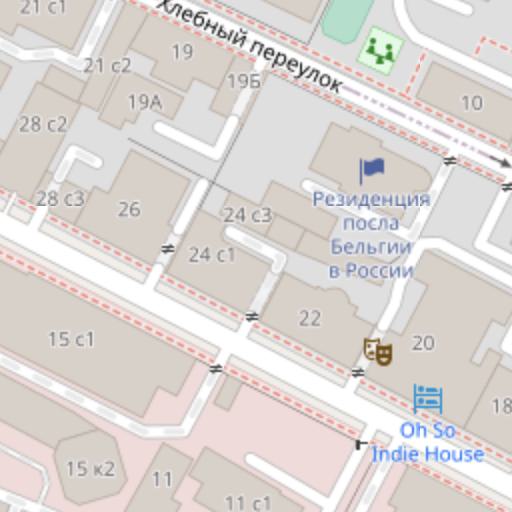 21 с1
Хлебный переулок
19
21 с2
19Б
19А
10
28 с2
Резиденция
посла
Бельгии
в России
28 с3
26
24 с3
24 с1
22
15 с1
20
18
Oh So
Indie House
15 к2
11
11 с1